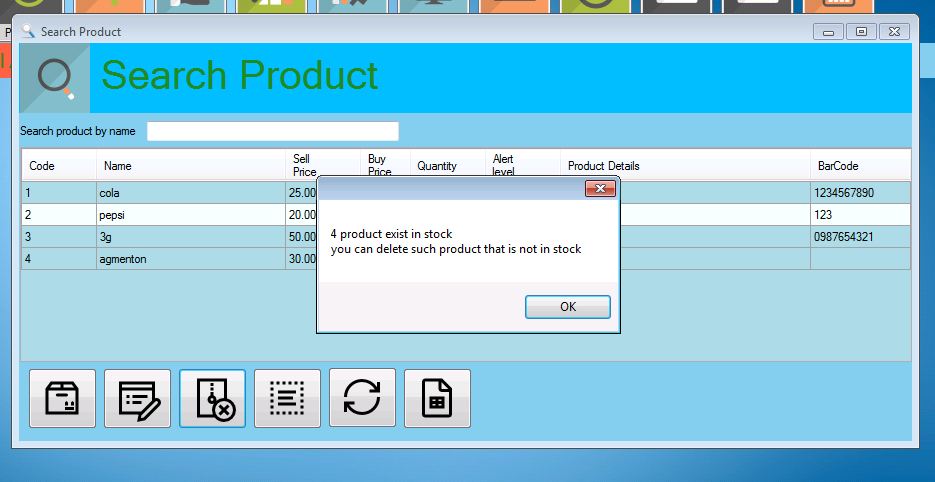 Search Product
Search Product
Search product by name
Code Name Sell Price Buy Price Quantity Alert level Product Details BarCode
1 cola 25.00 1234567890
2 pepsi 20.00 123
3 3g 50.00 0987654321
4 agmenton 30.00
4 product exist in stock
you can delete such product that is not in stock
OK